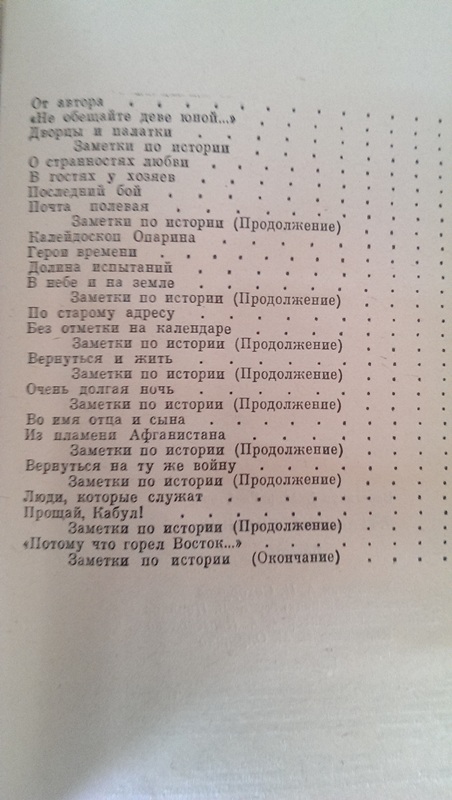 От автора
«Не обещайте деве юной...»
Дворцы и палатки
Заметки по истории
О странностях любви
В гостях у хозяев
Последний бой
Почта полевая
Заметки по истории (Продолжение)
Калейдоскоп Опарина
Герои времени
Долина испытаний
В небе и на земле
Заметки по истории (Продолжение)
По старому адресу
Без отметки на календаре
Заметки по истории (Продолжение)
Вернуться и жить
Заметки по истории (Продолжение)
Очень долгая ночь
Заметки по истории (Продолжение)
Во имя отца и сына
Из пламени Афганистана
Заметки по истории (Продолжение)
Вернуться на ту же войну
Заметки по истории (Продолжение)
Люди, которые служат
Прощай, Кабул!
Заметки по истории (Продолжение)
«Потому что горел Восток...»
Заметки по истории (Окончание)